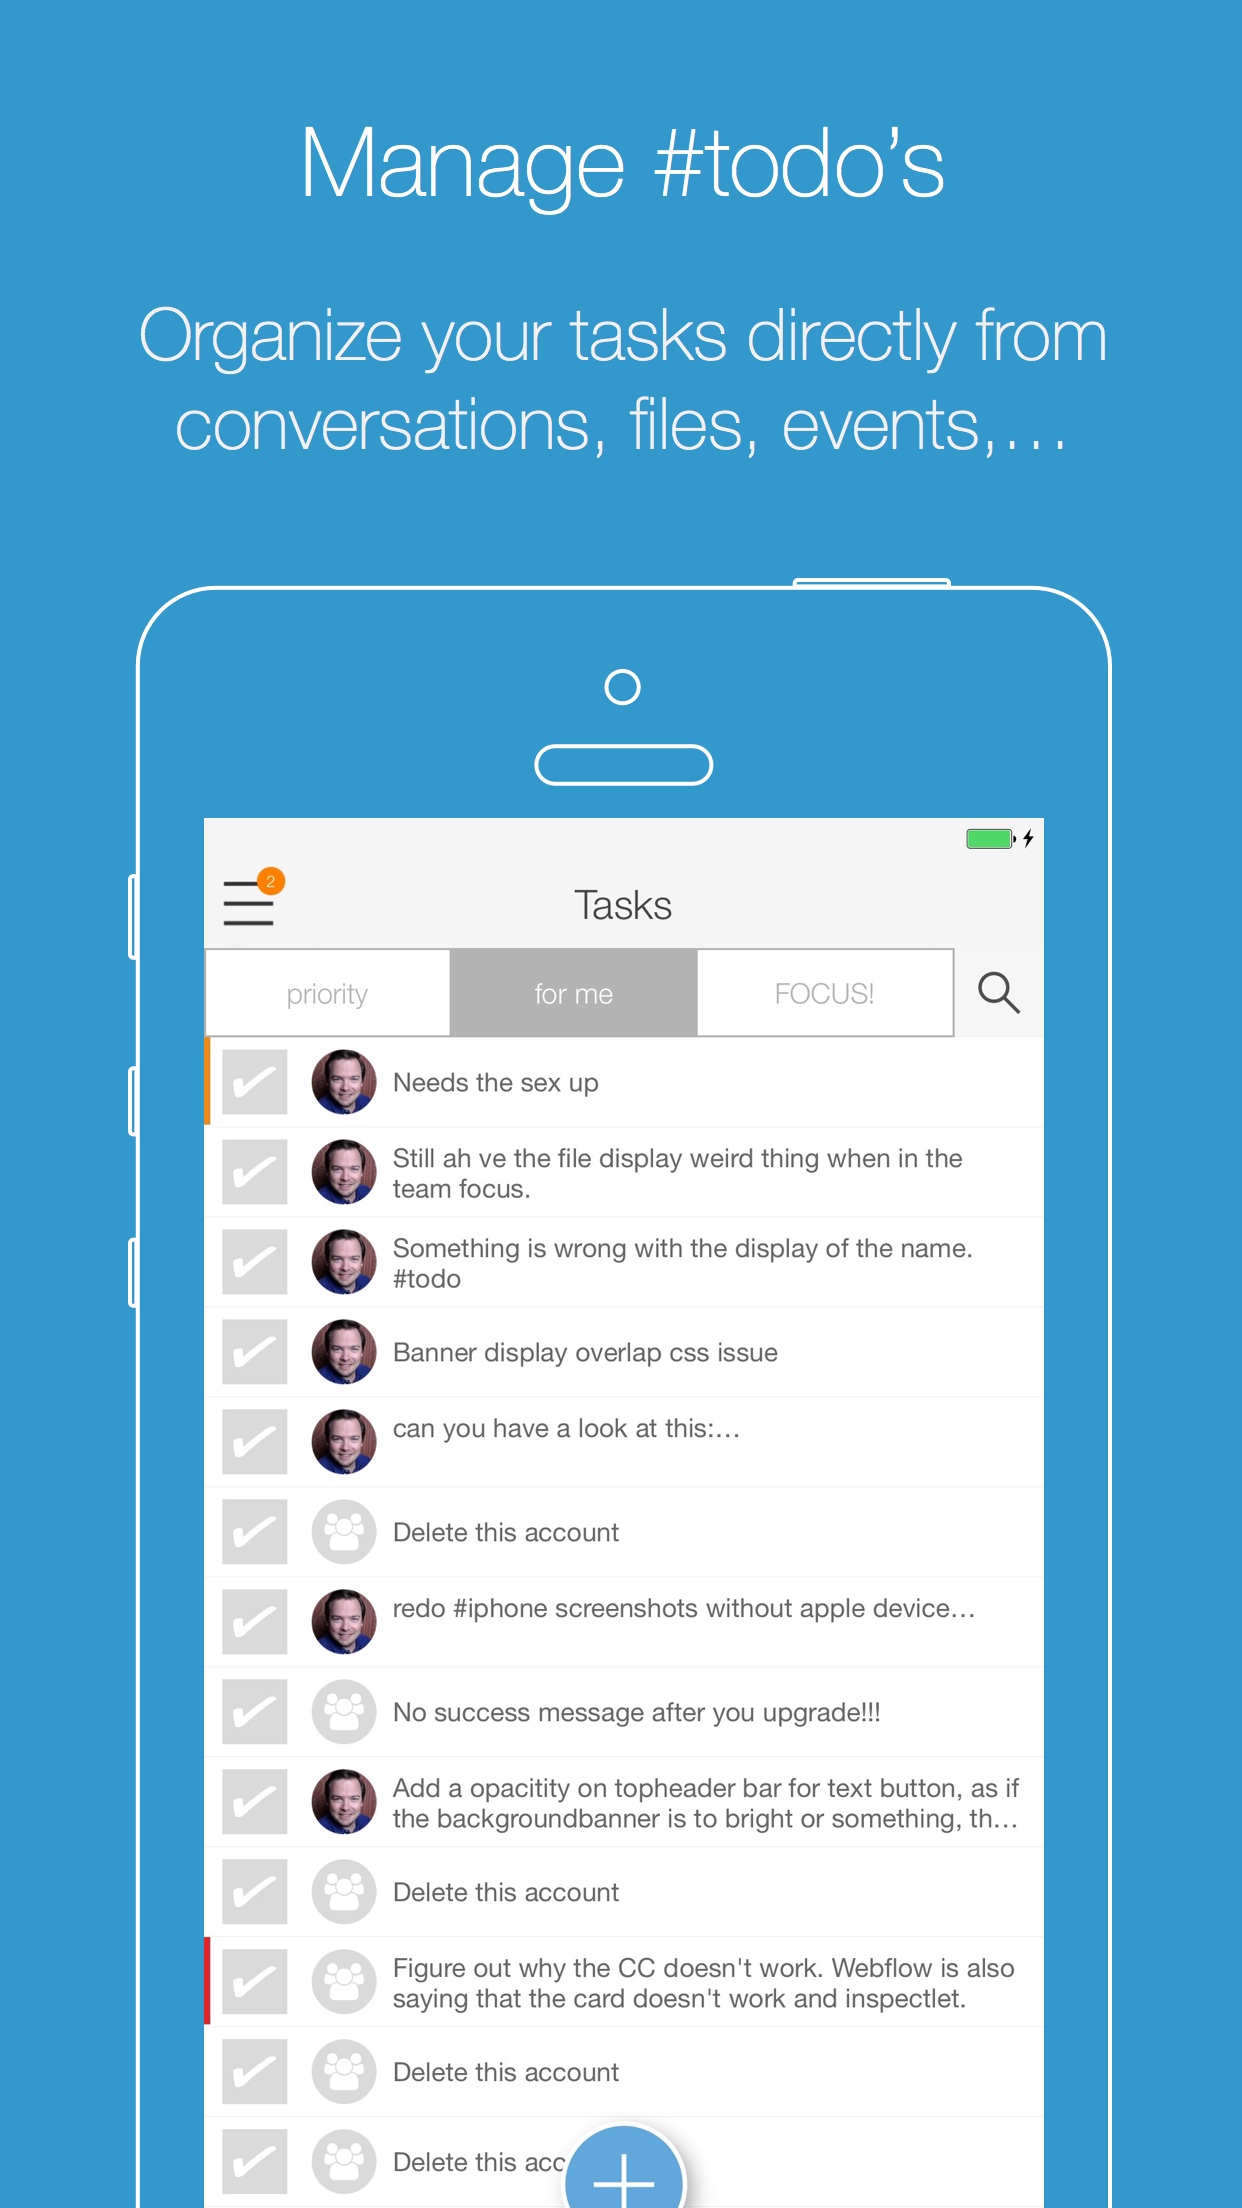 Manage #todo’s
Organize your tasks directly from
conversations, files, events,…
2
Tasks
priority
for me
FOCUS!
Needs the sex up
Still ah ve the file display weird thing when in the
team focus.
Something is wrong with the display of the name.
#todo
Banner display overlap css issue
can you have a look at this:…
Delete this account
redo #iphone screenshots without apple device…
No success message after you upgrade!!!
Add a opacitity on topheader bar for text button, as if
the backgroundbanner is to bright or something, th…
Delete this account
Figure out why the CC doesn't work. Webflow is also
saying that the card doesn't work and inspectlet.
Delete this account
Delete this acc